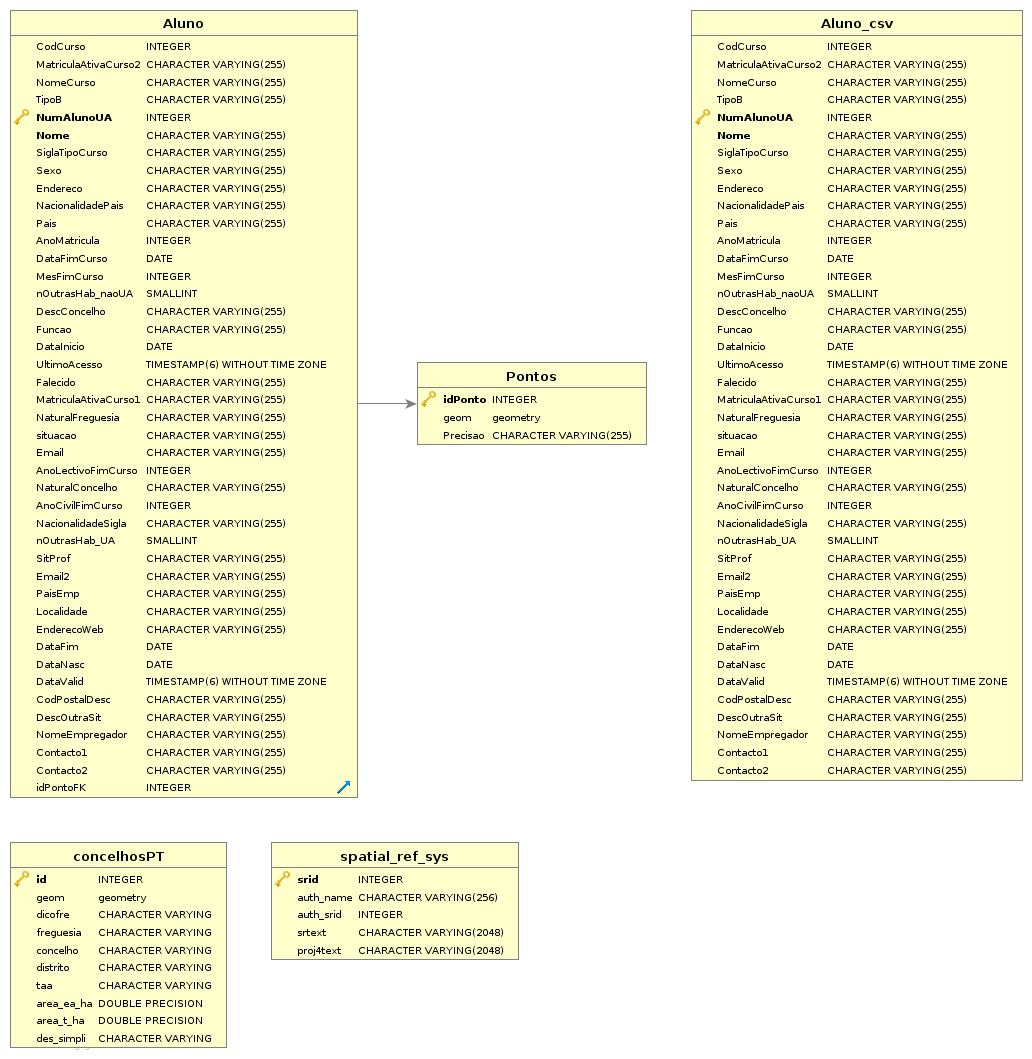 Aluno
CodCurso INTEGER
MatriculaAtivaCurso2 CHARACTER VARYING(255)
NomeCurso CHARACTER VARYING(255)
TipoB CHARACTER VARYING(255)
NumAlunoUA INTEGER
Nome CHARACTER VARYING(255)
SiglaTipoCurso CHARACTER VARYING(255)
Sexo CHARACTER VARYING(255)
Endereco CHARACTER VARYING(255)
NacionalidadePais CHARACTER VARYING(255)
Pais CHARACTER VARYING(255)
AnoMatricula INTEGER
DataFimCurso DATE
MesFimCurso INTEGER
nOutrasHab_naoUA SMALLINT
DescConcelho CHARACTER VARYING(255)
Funcao CHARACTER VARYING(255)
DataInicio DATE
UltimoAcesso TIMESTAMP(6) WITHOUT TIME ZONE
Falecido CHARACTER VARYING(255)
MatriculaAtivaCurso1 CHARACTER VARYING(255)
NaturalFreguesia CHARACTER VARYING(255)
situacao CHARACTER VARYING(255)
Email CHARACTER VARYING(255)
AnoLectivoFimCurso INTEGER
NaturalConcelho CHARACTER VARYING(255)
AnoCivilFimCurso INTEGER
NacionalidadeSigla CHARACTER VARYING(255)
nOutrasHab_UA SMALLINT
SitProf CHARACTER VARYING(255)
Email2 CHARACTER VARYING(255)
PaisEmp CHARACTER VARYING(255)
Localidade CHARACTER VARYING(255)
EnderecoWeb CHARACTER VARYING(255)
DataFim DATE
DataNasc DATE
DataValid TIMESTAMP(6) WITHOUT TIME ZONE
CodPostalDesc CHARACTER VARYING(255)
DescOutraSit CHARACTER VARYING(255)
NomeEmpregador CHARACTER VARYING(255)
Contacto1 CHARACTER VARYING(255)
Contacto2 CHARACTER VARYING(255)
idPontoFK INTEGER
Pontos
idPonto INTEGER
geom geometry
Precisao CHARACTER VARYING(255)
Aluno_csv
CodCurso INTEGER
MatriculaAtivaCurso2 CHARACTER VARYING(255)
NomeCurso CHARACTER VARYING(255)
TipoB CHARACTER VARYING(255)
NumAlunoUA INTEGER
Nome CHARACTER VARYING(255)
SiglaTipoCurso CHARACTER VARYING(255)
Sexo CHARACTER VARYING(255)
Endereco CHARACTER VARYING(255)
NacionalidadePais CHARACTER VARYING(255)
Pais CHARACTER VARYING(255)
AnoMatricula INTEGER
DataFimCurso DATE
MesFimCurso INTEGER
nOutrasHab_naoUA SMALLINT
DescConcelho CHARACTER VARYING(255)
Funcao CHARACTER VARYING(255)
DataInicio DATE
UltimoAcesso TIMESTAMP(6) WITHOUT TIME ZONE
Falecido CHARACTER VARYING(255)
MatriculaAtivaCurso1 CHARACTER VARYING(255)
NaturalFreguesia CHARACTER VARYING(255)
situacao CHARACTER VARYING(255)
Email CHARACTER VARYING(255)
AnoLectivoFimCurso INTEGER
NaturalConcelho CHARACTER VARYING(255)
AnoCivilFimCurso INTEGER
NacionalidadeSigla CHARACTER VARYING(255)
nOutrasHab_UA SMALLINT
SitProf CHARACTER VARYING(255)
Email2 CHARACTER VARYING(255)
PaisEmp CHARACTER VARYING(255)
Localidade CHARACTER VARYING(255)
EnderecoWeb CHARACTER VARYING(255)
DataFim DATE
DataNasc DATE
DataValid TIMESTAMP(6) WITHOUT TIME ZONE
CodPostalDesc CHARACTER VARYING(255)
DescOutraSit CHARACTER VARYING(255)
NomeEmpregador CHARACTER VARYING(255)
Contacto1 CHARACTER VARYING(255)
Contacto2 CHARACTER VARYING(255)
concelhosPT
id INTEGER
geom geometry
dicofre CHARACTER VARYING
freguesia CHARACTER VARYING
concelho CHARACTER VARYING
distrito CHARACTER VARYING
taa CHARACTER VARYING
area_ea_ha DOUBLE PRECISION
area_t_ha DOUBLE PRECISION
des_simpli CHARACTER VARYING
spatial_ref_sys
srid INTEGER
auth_name CHARACTER VARYING(256)
auth_srid INTEGER
srtext CHARACTER VARYING(2048)
proj4text CHARACTER VARYING(2048)